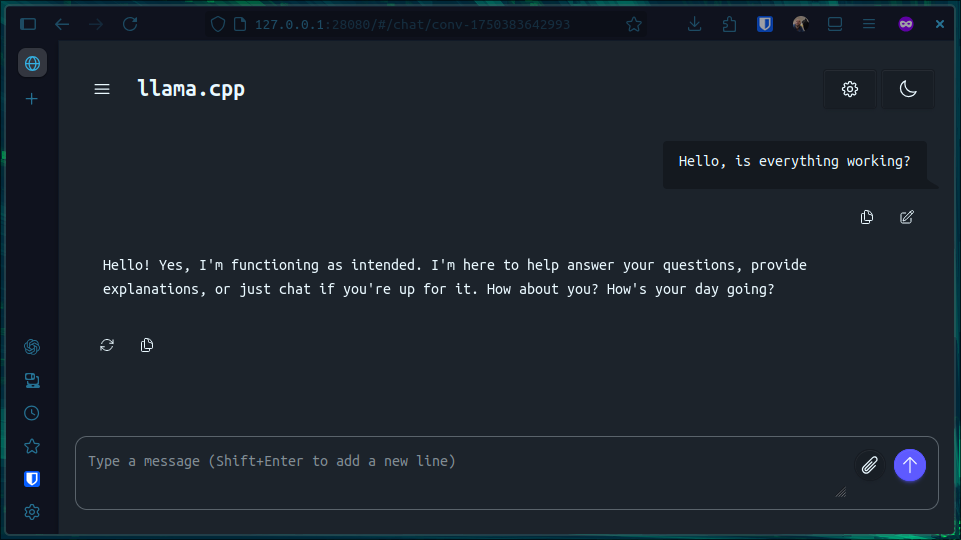 127.0.0.1:28080/#/chat/conv-1750383642993
llama.cpp
Hello, is everything working?
Hello! Yes, I'm functioning as intended. I'm here to help answer your questions, provide
explanations, or just chat if you're up for it. How about you? How's your day going?
Type a message (Shift+Enter to add a new line)